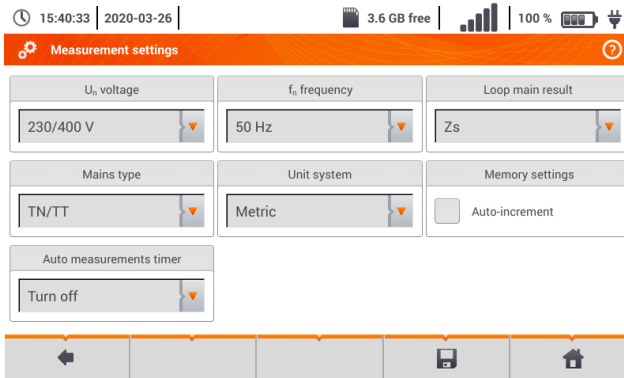 15:40:33 2020-03-26 3.6 GB free 100 %
Measurement settings ?
Un voltage fn frequency Loop main result
230/400 V 50 Hz Zs
Mains type Unit system Memory settings
TN/TT Metric Auto-increment
Auto measurements timer
Turn off